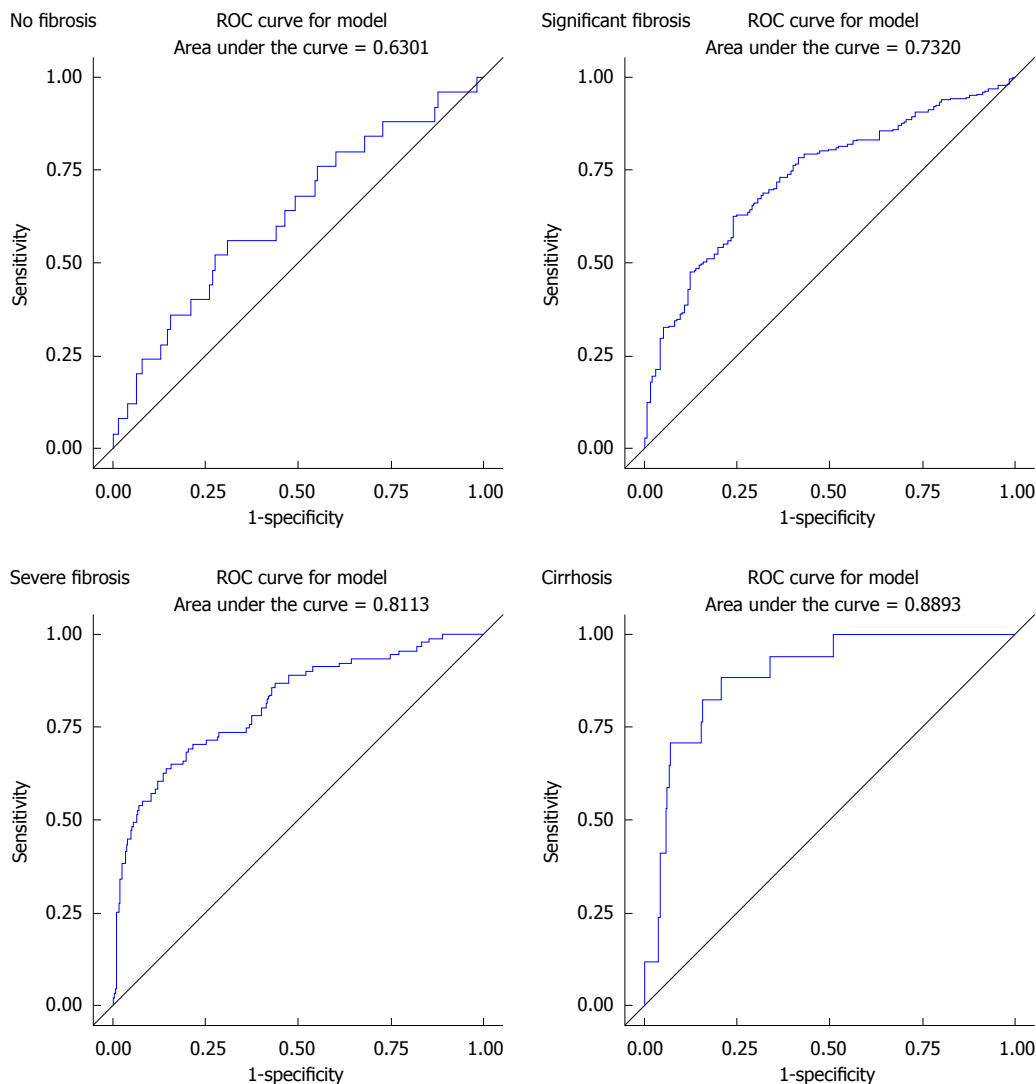 No fibrosis
ROC curve for model
Area under the curve = 0.6301
1.00
0.75
0.50
0.25
0.00
Sensitivity
0.00 0.25 0.50 0.75 1.00
1-specificity
Significant fibrosis
ROC curve for model
Area under the curve = 0.7320
1.00
0.75
0.50
0.25
0.00
Sensitivity
0.00 0.25 0.50 0.75 1.00
1-specificity
Severe fibrosis
ROC curve for model
Area under the curve = 0.8113
1.00
0.75
0.50
0.25
0.00
Sensitivity
0.00 0.25 0.50 0.75 1.00
1-specificity
Cirrhosis
ROC curve for model
Area under the curve = 0.8893
1.00
0.75
0.50
0.25
0.00
Sensitivity
0.00 0.25 0.50 0.75 1.00
1-specificity